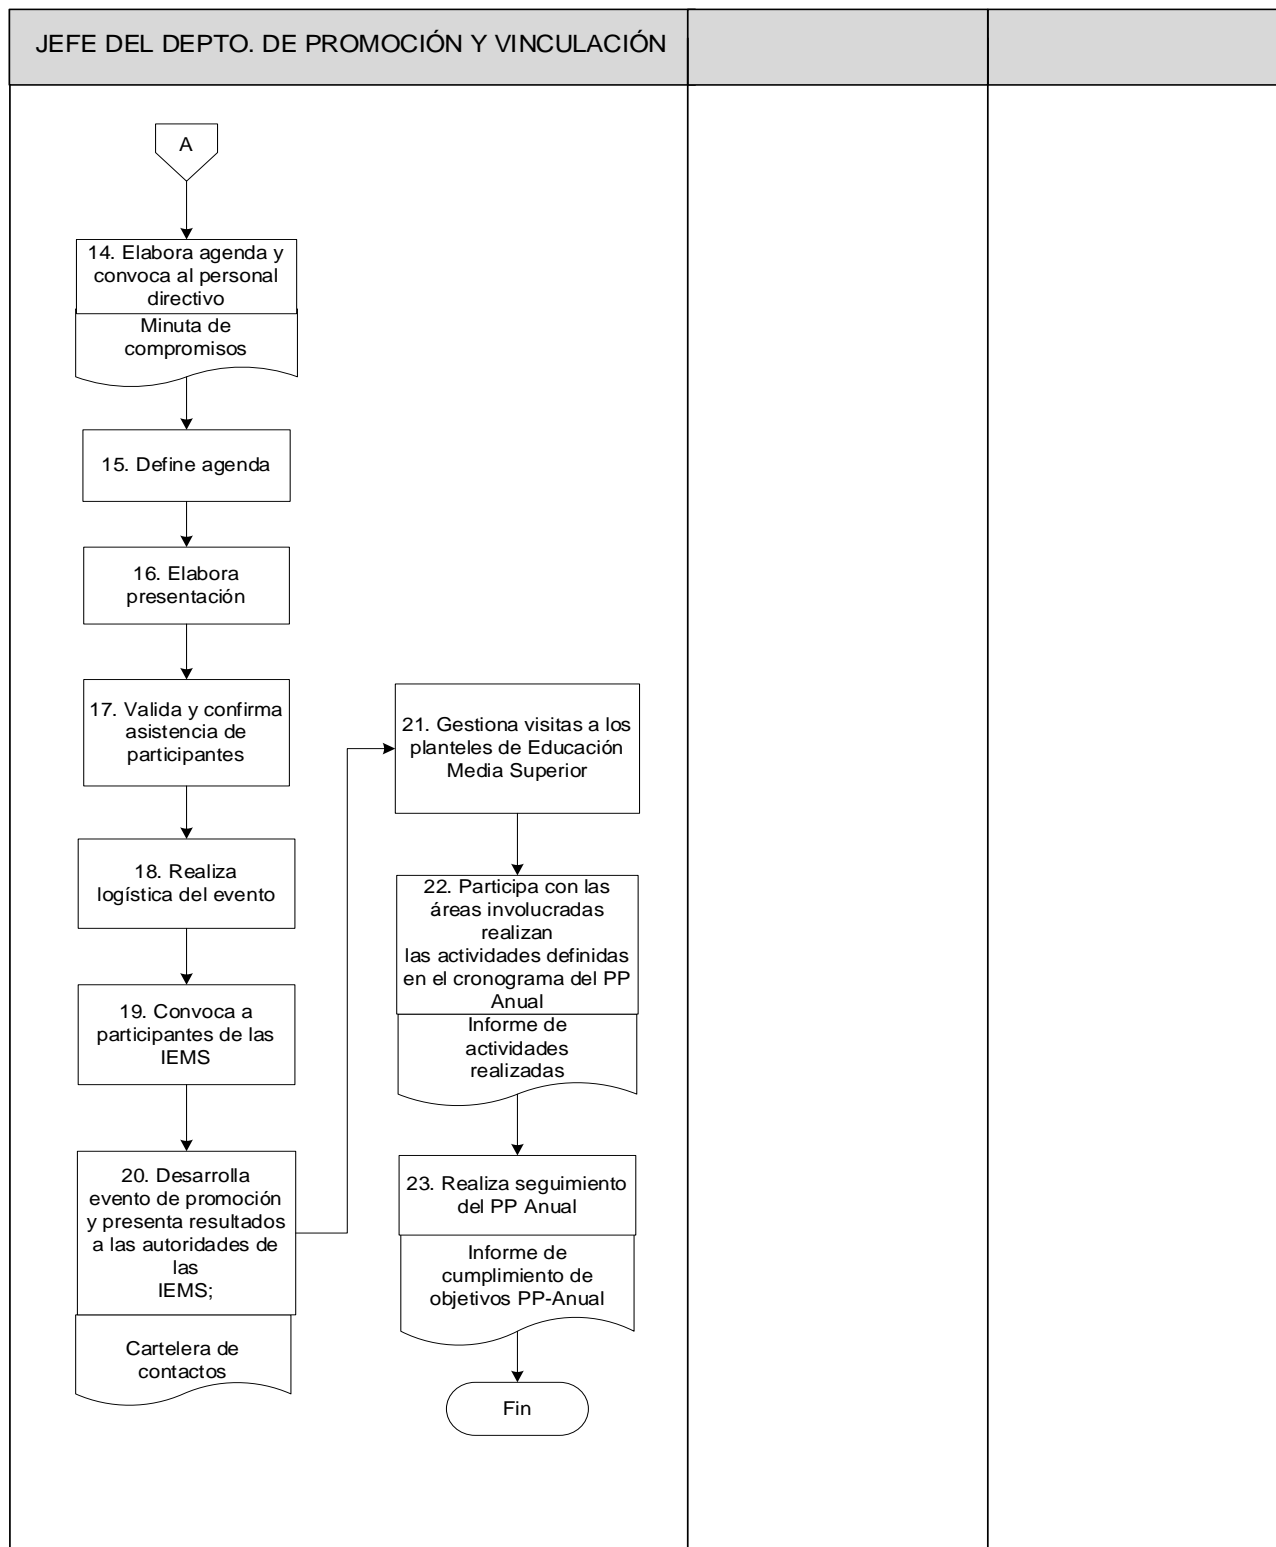 JEFE DEL DEPTO. DE PROMOCIÓN Y VINCULACIÓN
A
14. Elabora agenda y
convoca al personal
directivo
Minuta de
compromisos
15. Define agenda
16. Elabora
presentación
17. Valida y confirma
asistencia de
participantes
18. Realiza
logística del evento
19. Convoca a
participantes de las
IEMS
20. Desarrolla
evento de promoción
y presenta resultados
a las autoridades de
las
IEMS;
Cartelera de
contactos
21. Gestiona visitas a los
planteles de Educación
Media Superior
22. Participa con las
áreas involucradas
realizan
las actividades definidas
en el cronograma del PP
Anual
Informe de
actividades
realizadas
23. Realiza seguimiento
del PP Anual
Informe de
cumplimiento de
objetivos PP-Anual
Fin